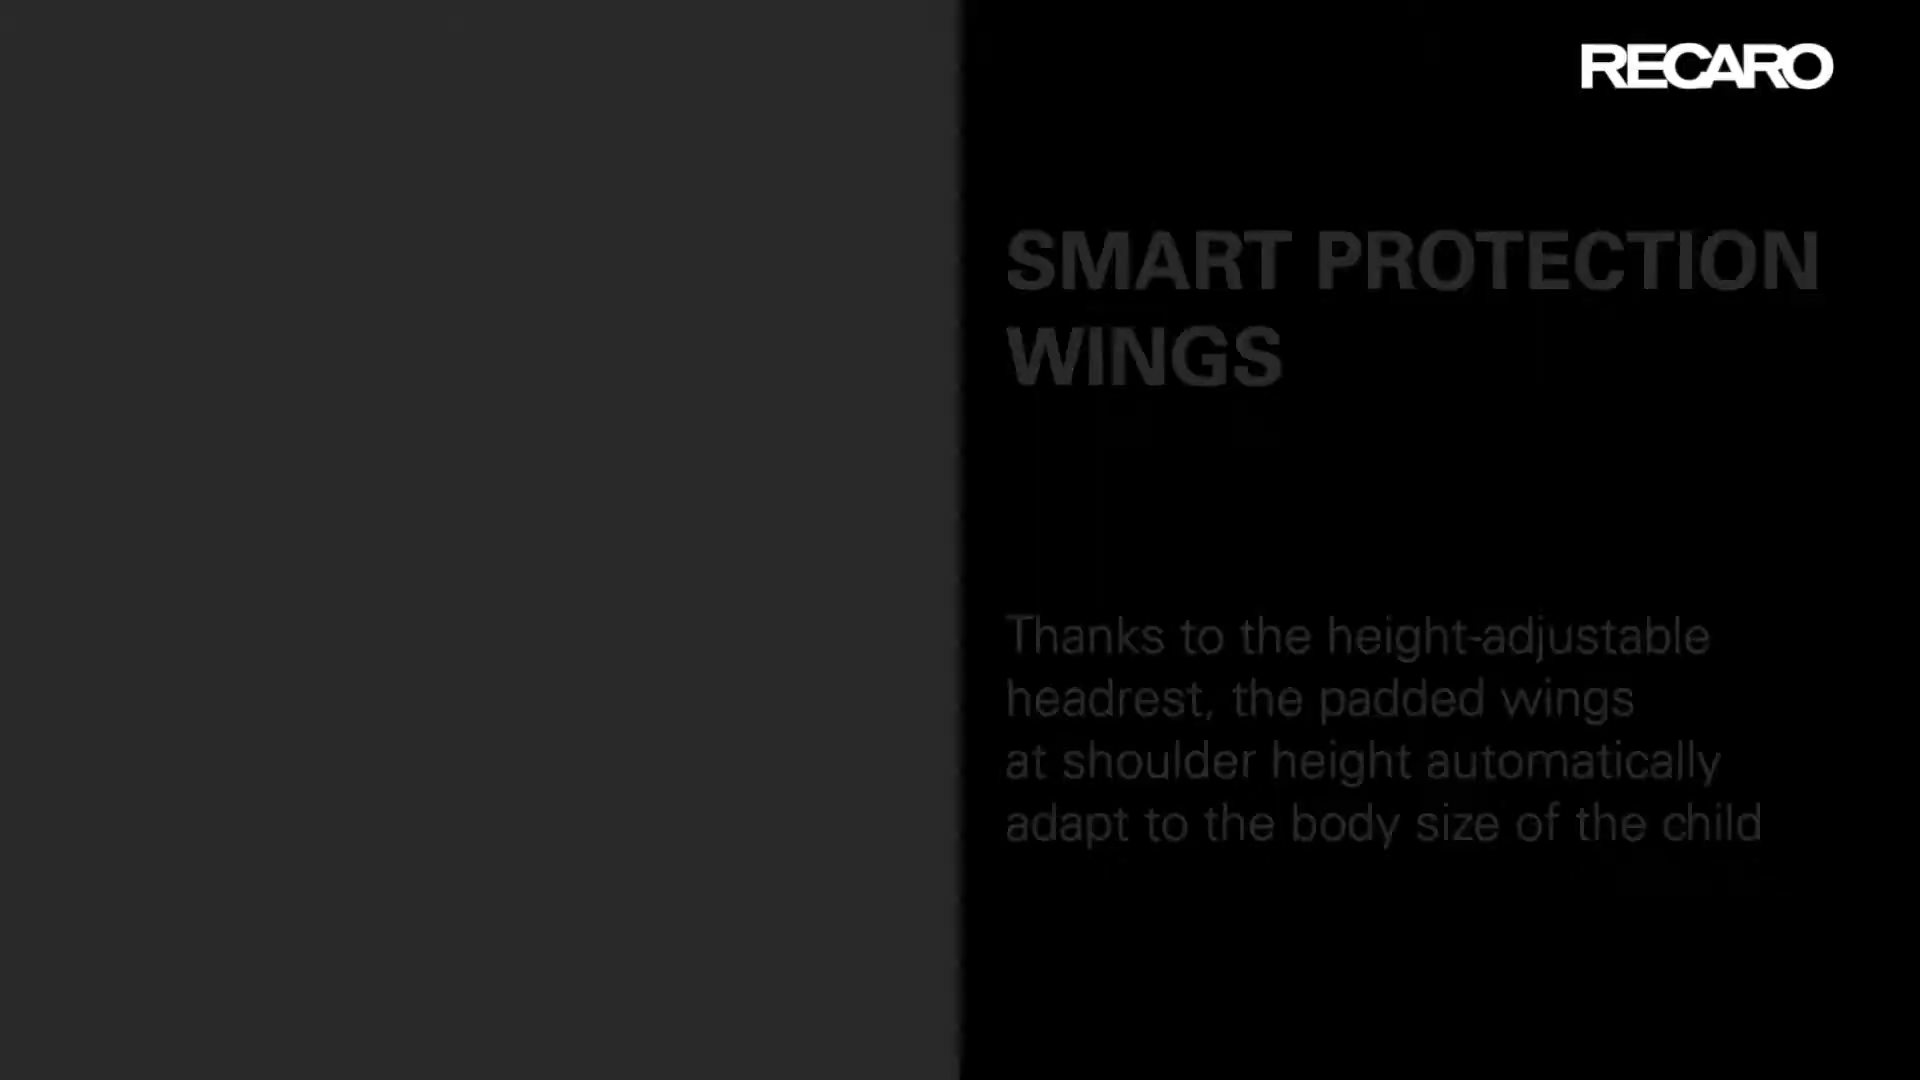 RECARO
SMART PROTECTION
WINGS
Thanks to the height-adjustable
headrest, the padded wings
at shoulder height automatically
adapt to the body size of the child